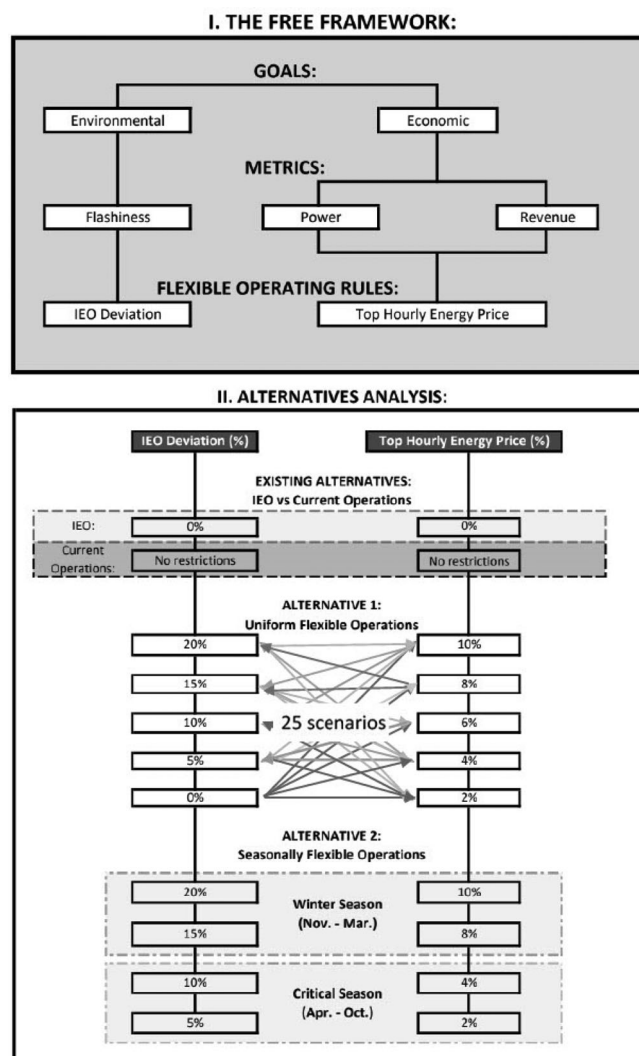 I. THE FREE FRAMEWORK:
GOALS:
Environmental
Economic
METRICS:
Flashiness
Power
Revenue
FLEXIBLE OPERATING RULES:
IEO Deviation
Top Hourly Energy Price
II. ALTERNATIVES ANALYSIS:
IEO Deviation (%)
Top Hourly Energy Price (%)
EXISTING ALTERNATIVES:
IEO vs Current Operations
IEO:
0%
0%
Current
Operations:
No restrictions
No restrictions
ALTERNATIVE 1:
Uniform Flexible Operations
20%
10%
15%
8%
10%
25 scenarios
6%
5%
4%
0%
2%
ALTERNATIVE 2:
Seasonally Flexible Operations
20%
10%
Winter Season
(Nov. - Mar.)
15%
8%
10%
4%
Critical Season
(Apr. - Oct.)
5%
2%